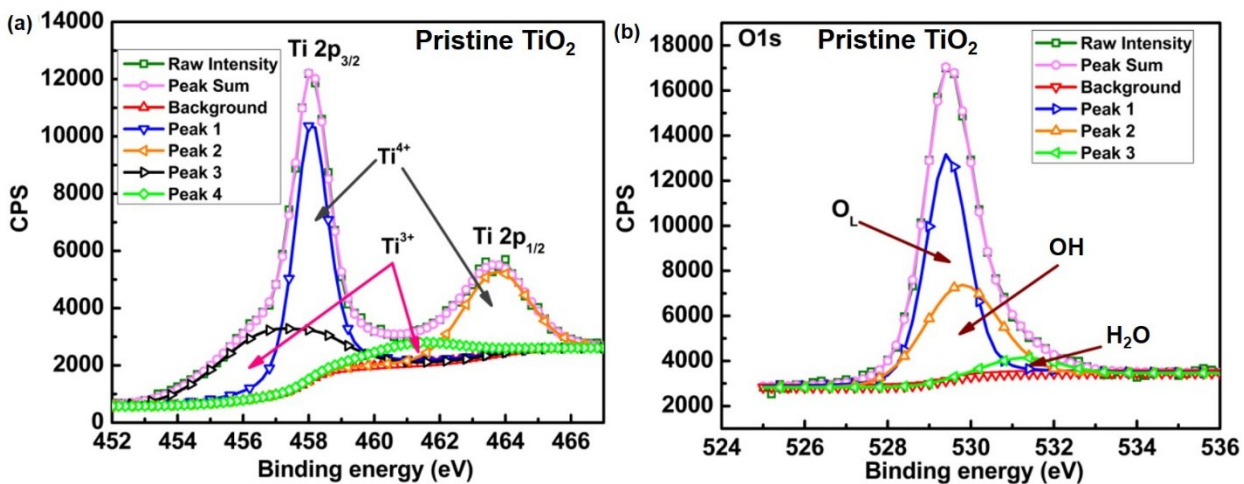 (a)
Ti 2p3/2
Pristine TiO2
Raw Intensity
Peak Sum
Background
Peak 1
Peak 2
Peak 3
Peak 4
Ti4+
Ti3+
Ti 2p1/2
CPS
14000
12000
10000
8000
6000
4000
2000
0
452 454 456 458 460 462 464 466
Binding energy (eV)
(b)
O1s
Pristine TiO2
Raw Intensity
Peak Sum
Background
Peak 1
Peak 2
Peak 3
OL
OH
H2O
CPS
18000
16000
14000
12000
10000
8000
6000
4000
2000
524 526 528 530 532 534 536
Binding energy (eV)